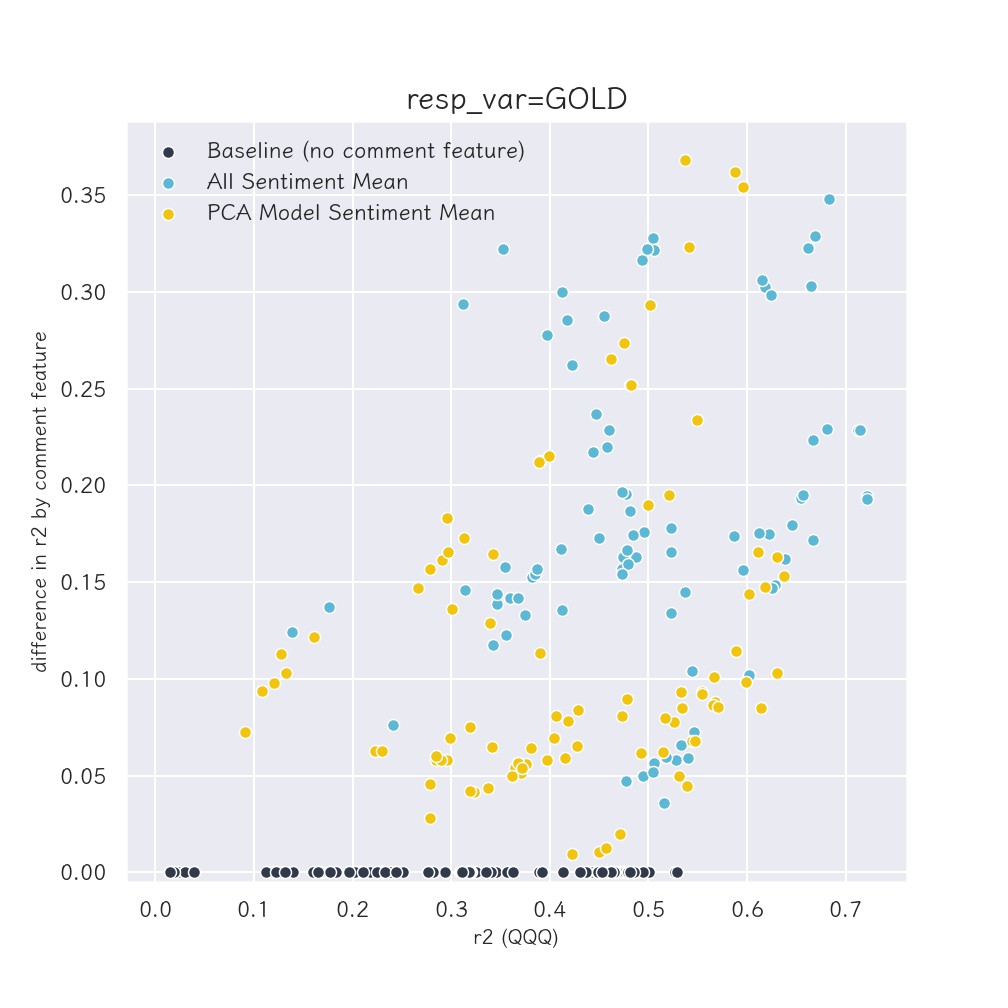 resp_var=GOLD
Baseline (no comment feature)
All Sentiment Mean
PCA Model Sentiment Mean
difference in r2 by comment feature
0.35
0.30
0.25
0.20
0.15
0.10
0.05
0.00
0.0 0.1 0.2 0.3 0.4 0.5 0.6 0.7
r2 (QQQ)